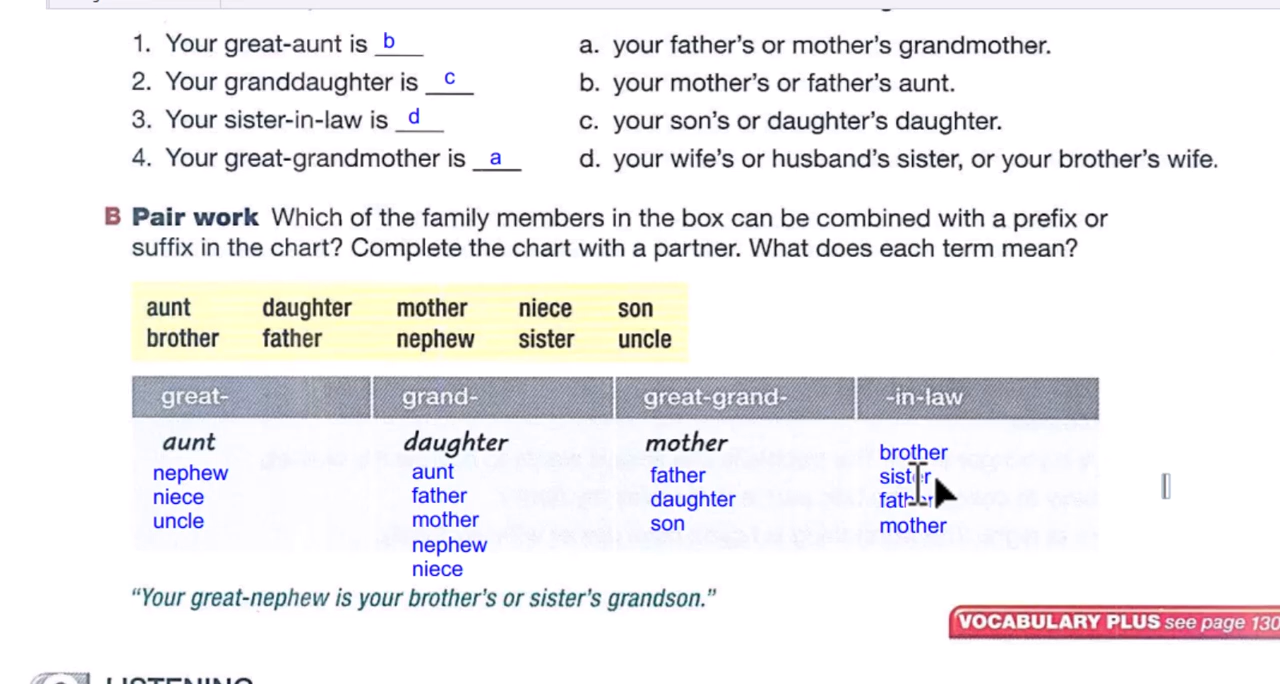 1. Your great-aunt is b
a. your father's or mother's grandmother.
2. Your granddaughter is c
b. your mother's or father's aunt.
3. Your sister-in-law is d
c. your son's or daughter's daughter.
4. Your great-grandmother is a
d. your wife's or husband's sister, or your brother's wife.
B Pair work Which of the family members in the box can be combined with a prefix or
suffix in the chart? Complete the chart with a partner. What does each term mean?
aunt daughter mother niece son
brother father nephew sister uncle
great- grand- great-grand- -in-law
aunt
nephew
niece
uncle
daughter
aunt
father
mother
nephew
niece
mother
father
daughter
son
brother
sister
father
mother
"Your great-nephew is your brother's or sister's grandson."
VOCABULARY PLUS see page 130
LISTENING